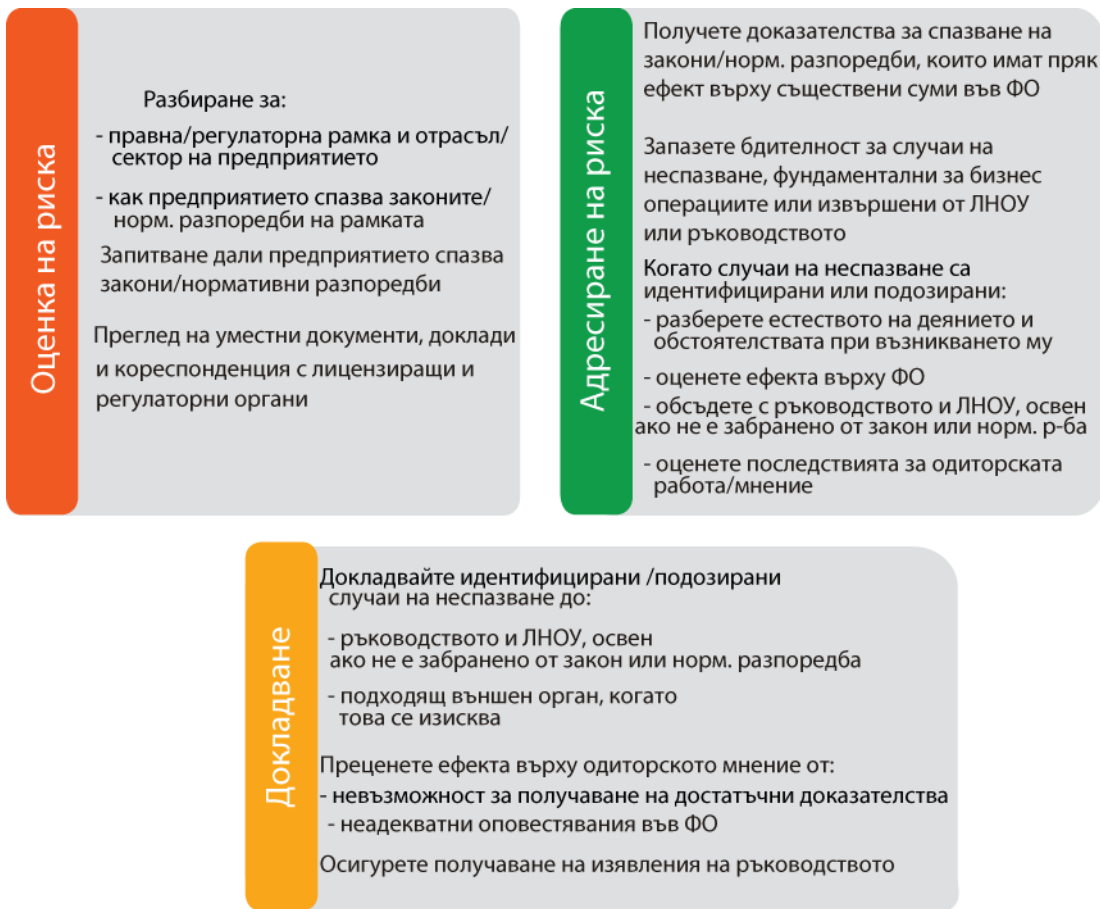 Оценка на риска
Разбиране за:
- правна/регулаторна рамка и отрасъл/
сектор на предприятието
- как предприятието спазва законите/
норм. разпоредби на рамката
Запитване дали предприятието спазва
закони/нормативни разпоредби
Преглед на уместни документи, доклади
и кореспонденция с лицензиращи и
регулаторни органи
Адресиране на риска
Получете доказателства за спазване на
закони/норм. разпоредби, които имат пряк
ефект върху съществени суми във ФО
Запазете бдителност за случаи на
неспазване, фундаментални за бизнес
операциите или извършени от ЛНОУ
или ръководството
Когато случаи на неспазване са
идентифицирани или подозирани:
- разберете естеството на деянието и
обстоятелствата при възникването му
- оценете ефекта върху ФО
- обсъдете с ръководството и ЛНОУ, освен
ако не е забранено от закон или норм. р-ба
- оценете последствията за одиторската
работа/мнение
Докладване
Докладвайте идентифицирани /подозирани
случаи на неспазване до:
- ръководството и ЛНОУ, освен
ако не е забранено от закон или норм. разпоредба
- подходящ външен орган, когато
това се изисква
Преценете ефекта върху одиторското мнение от:
- невъзможност за получаване на достатъчни доказателства
- неадекватни оповестявания във ФО
Осигурете получаване на изявления на ръководството